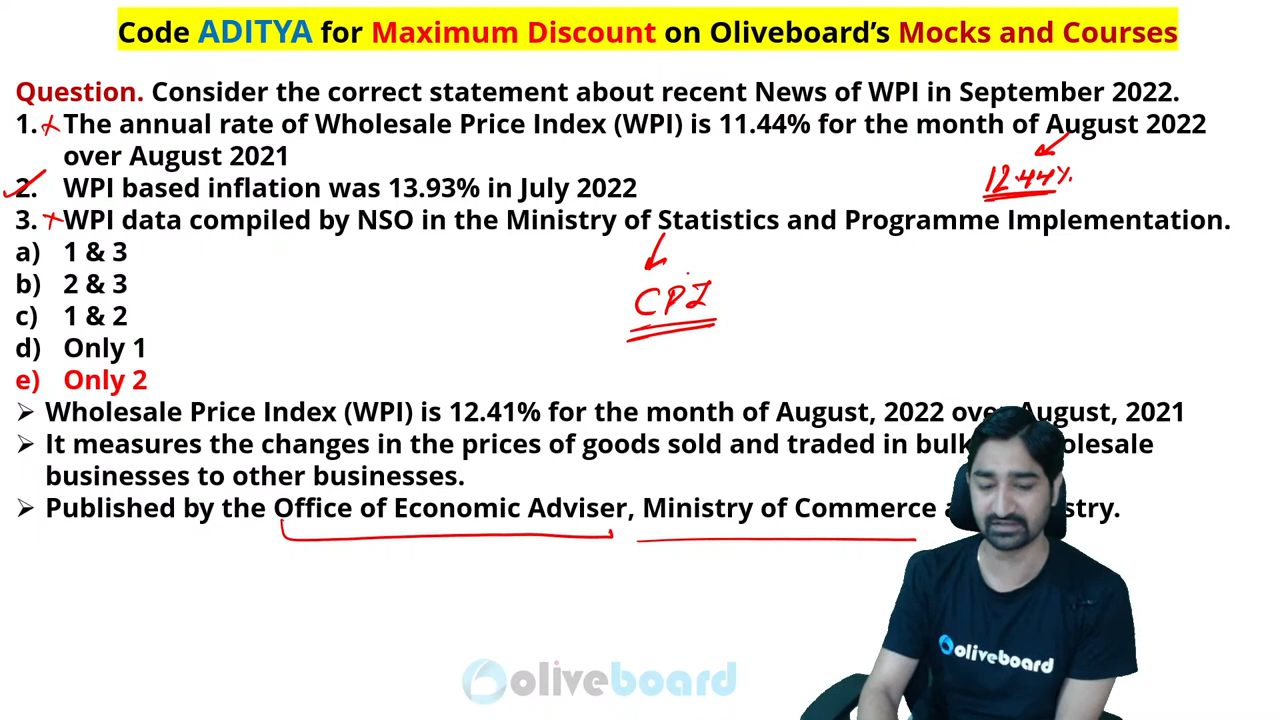 Code ADITYA for Maximum Discount on Oliveboard's Mocks and Courses
Question. Consider the correct statement about recent News of WPI in September 2022.
1. The annual rate of Wholesale Price Index (WPI) is 11.44% for the month of August 2022
over August 2021
12.44%
2. WPI based inflation was 13.93% in July 2022
3. WPI data compiled by NSO in the Ministry of Statistics and Programme Implementation.
a) 1 & 3
b) 2 & 3
CPI
c) 1 & 2
d) Only 1
e) Only 2
➢ Wholesale Price Index (WPI) is 12.41% for the month of August, 2022 over August, 2021
➢ It measures the changes in the prices of goods sold and traded in bulk
businesses to other businesses.
➢ Published by the Office of Economic Adviser, Ministry of Commerce
oliveboard
oliveboard